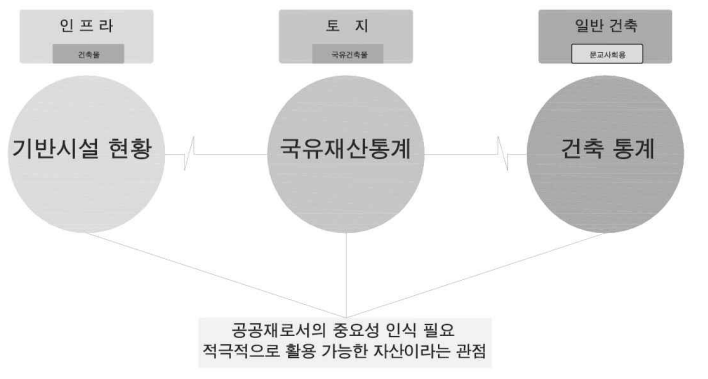 인 프 라
건축물
토 지
국유건축물
일반 건축
문교사회용
기반시설 현황
국유재산통계
건축 통계
공공재로서의 중요성 인식 필요
적극적으로 활용 가능한 자산이라는 관점